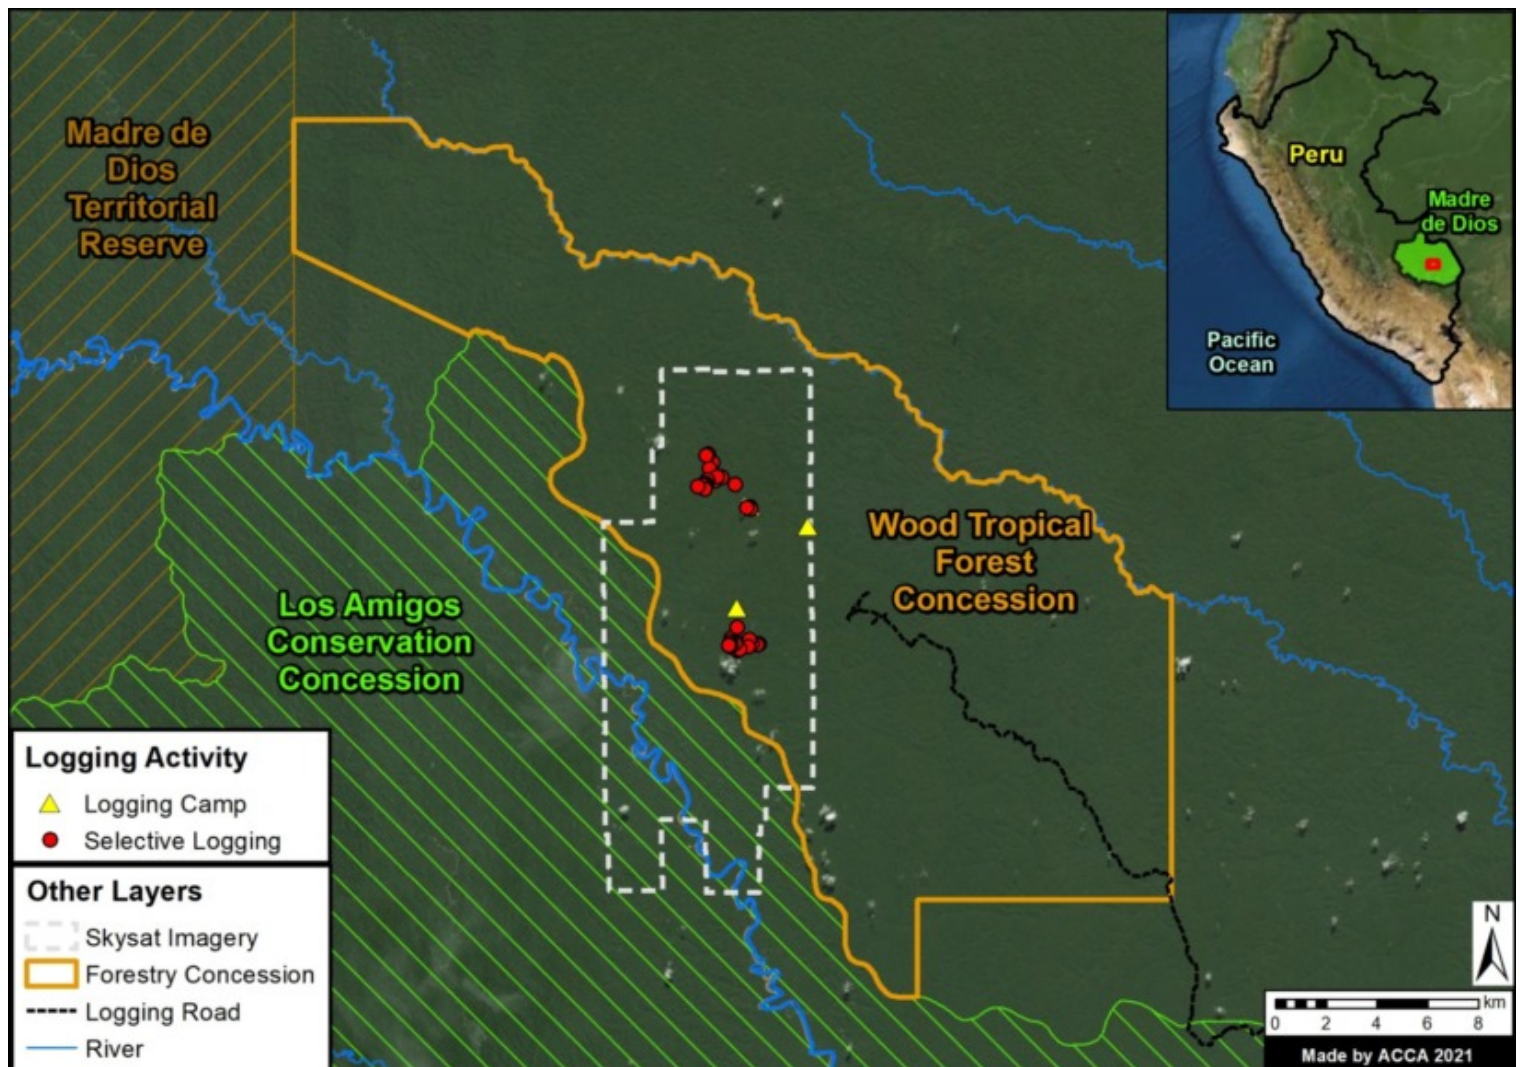 Madre de
Dios
Territorial
Reserve
Peru
Madre
de Dios
Pacific
Ocean
Wood Tropical
Forest
Concession
Los Amigos
Conservation
Concession
Logging Activity
Logging Camp
Selective Logging
Other Layers
Skysat Imagery
Forestry Concession
Logging Road
River
N
km
0 2 4 6 8
Made by ACCA 2021